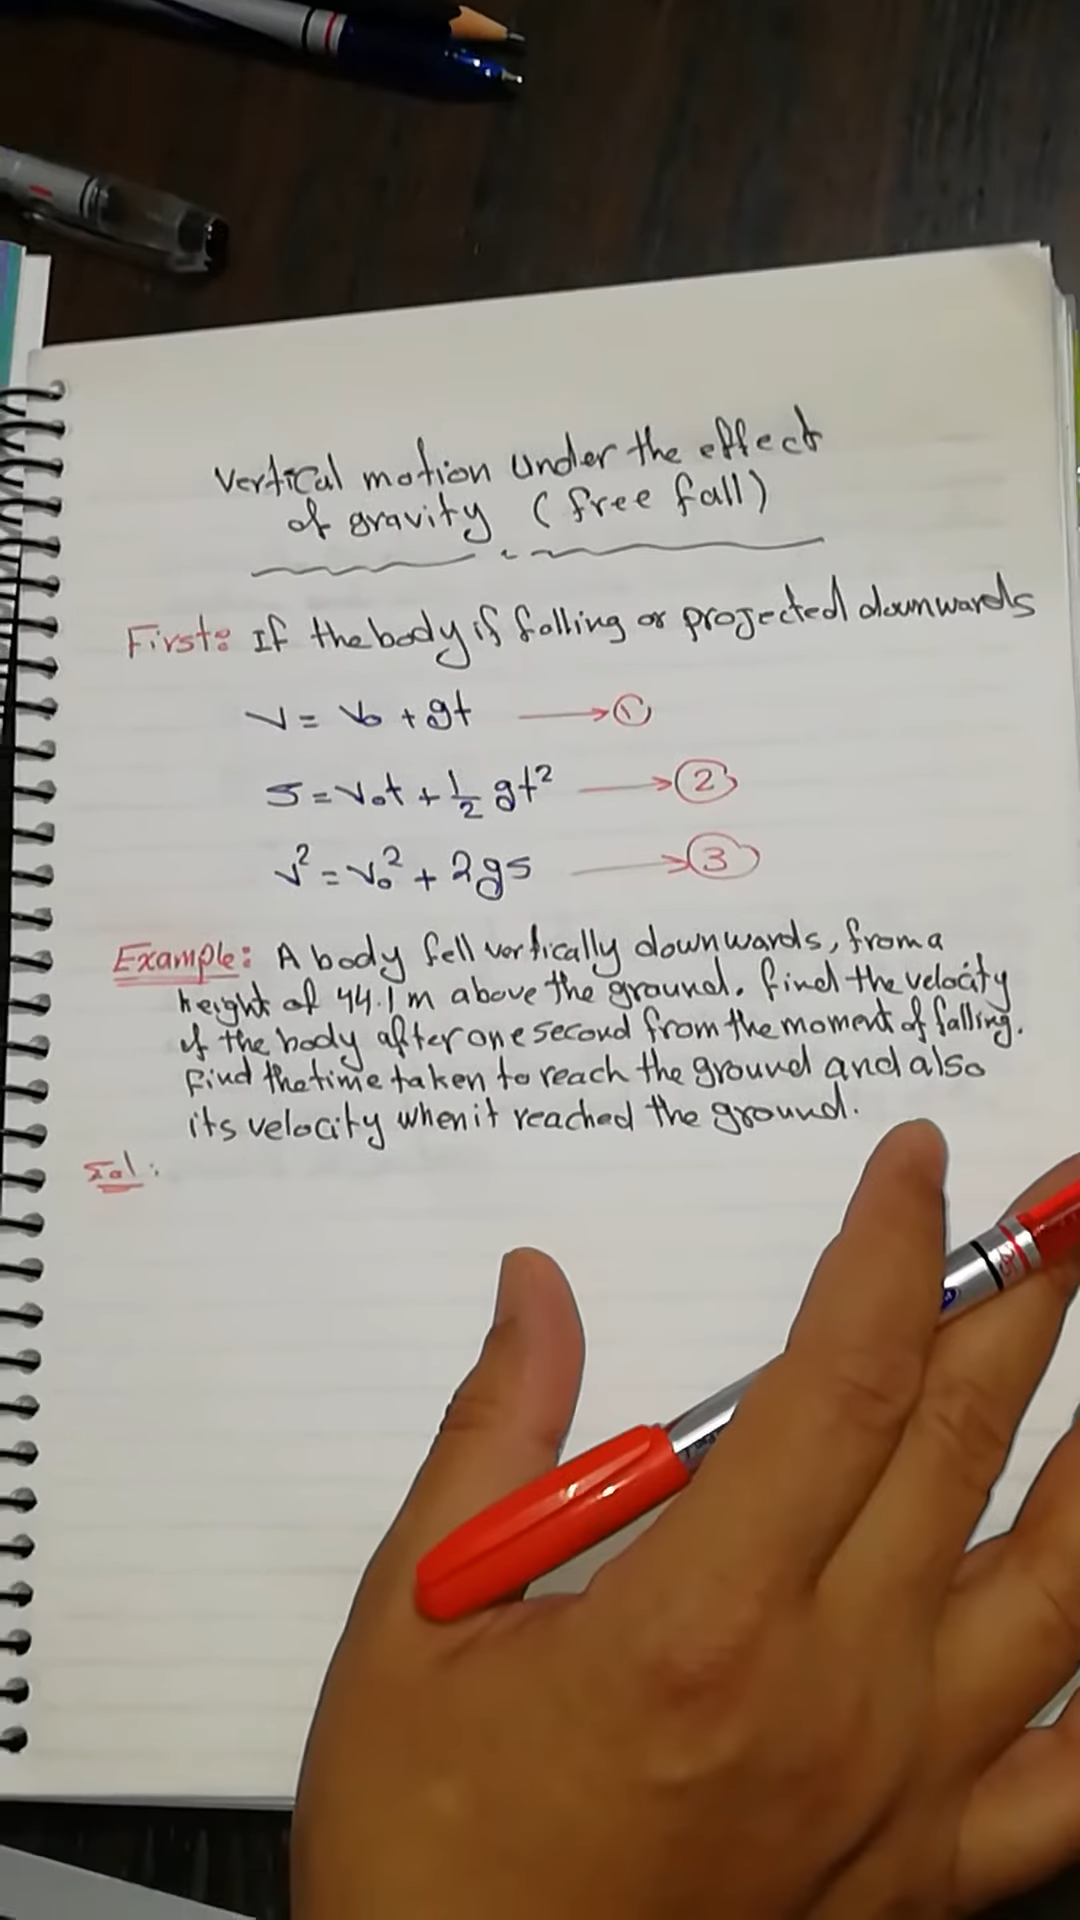 Vertical motion under the effect
of gravity (free fall)
First: If the body if falling or projected downwards
V = V₀ + gt → ①
S = V₀t + 1/2 gt² → ②
V² = V₀² + 2gs → ③
Example: A body fell vertically downwards, from a
height of 44.1 m above the ground. find the velocity
of the body after one second from the moment of falling.
Find the time taken to reach the ground and also
its velocity when it reached the ground.
Sol: